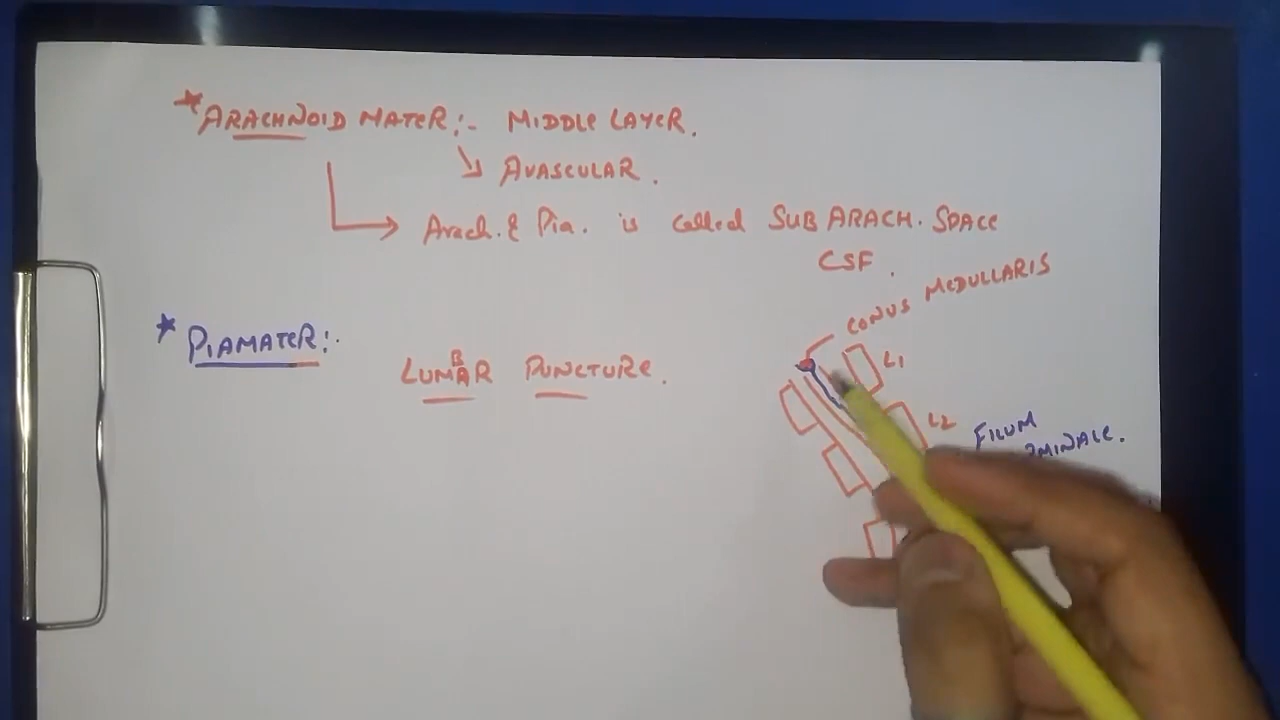 *ARACHNOID MATER:- MIDDLE LAYER.
AVASCULAR.
Arach. & Pia. is called SUB ARACH. SPACE
CSF.
CONUS MEDULLARIS
*PIAMATER:-
LUMBAR PUNCTURE.
L1
L2
FILUM